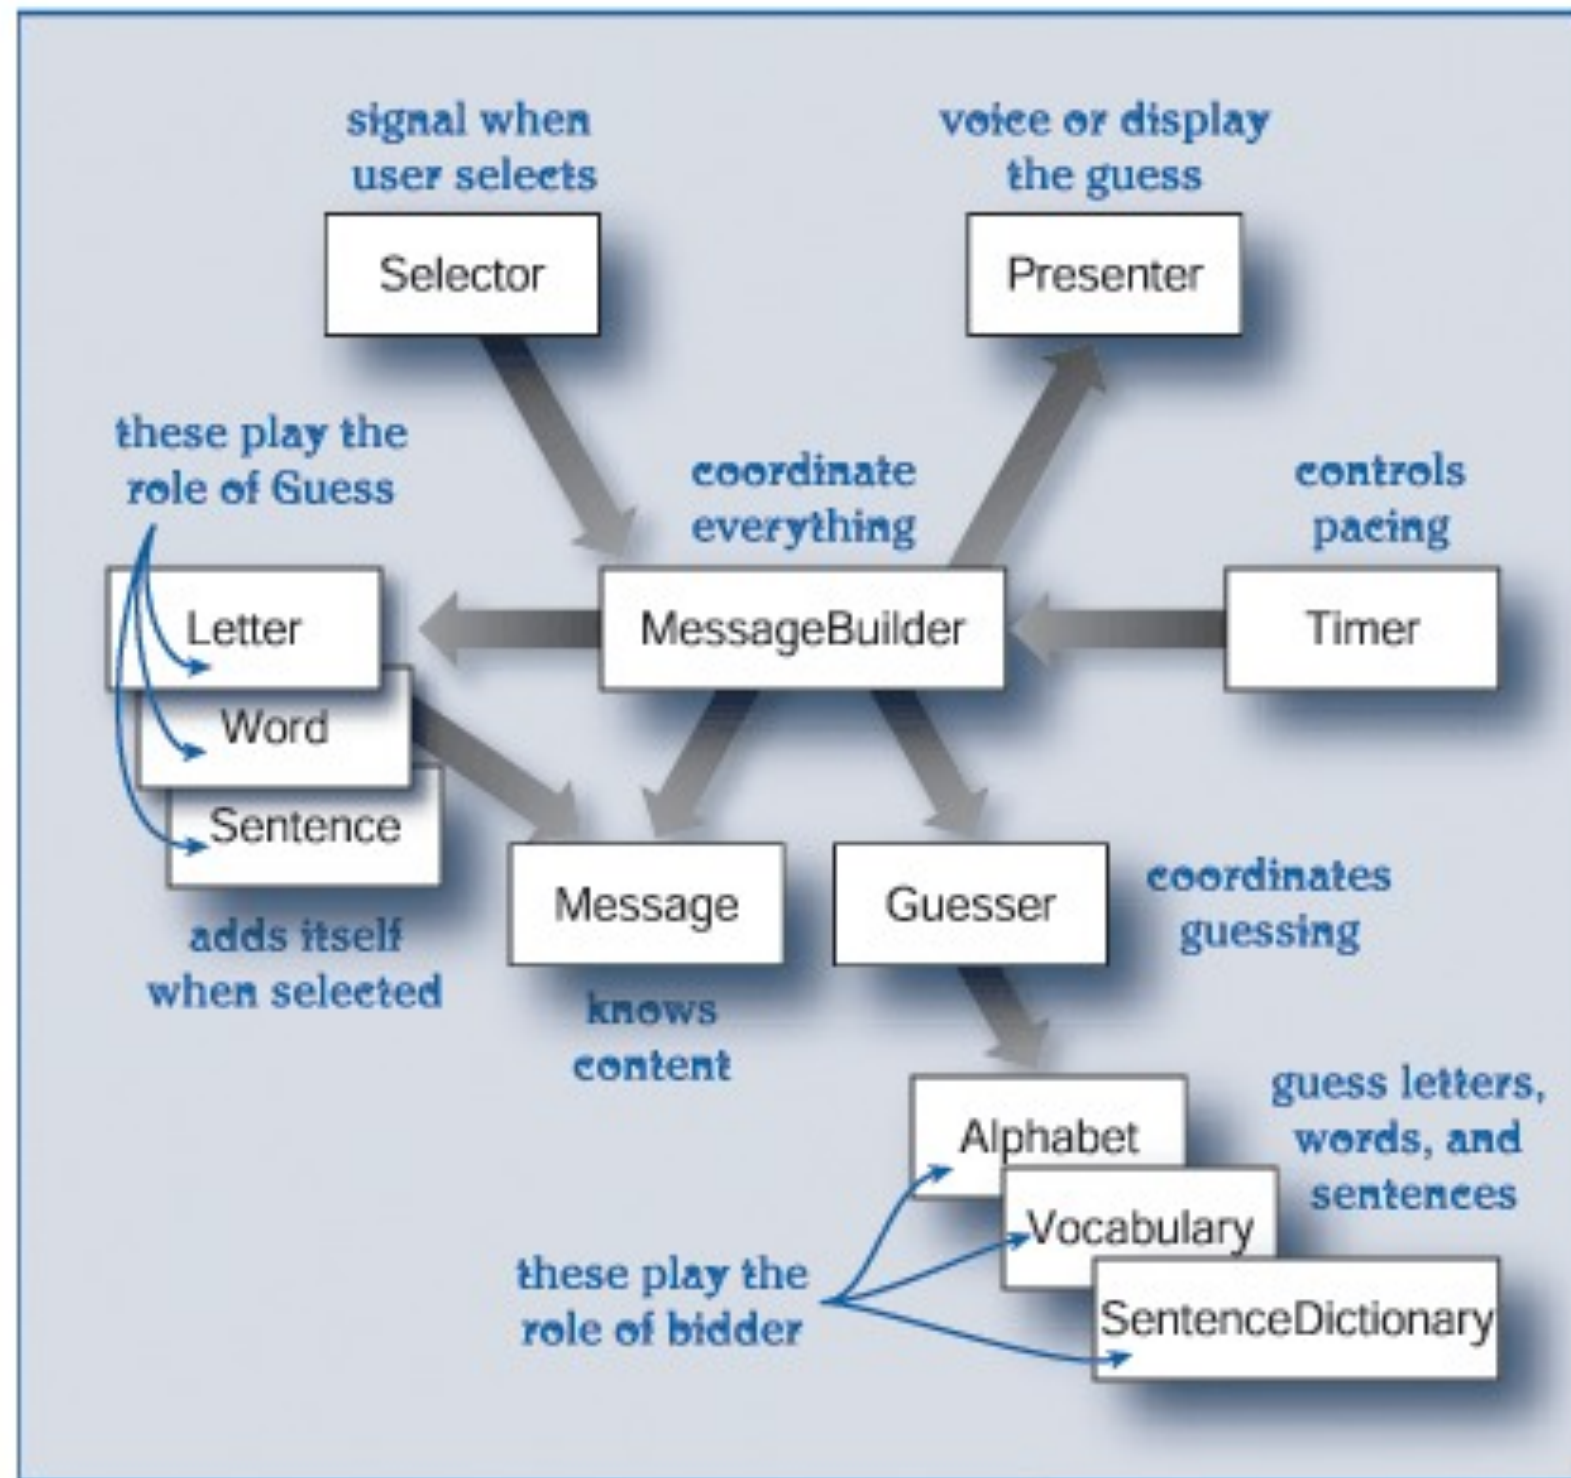 signal when
user selects
voice or display
the guess
Selector
Presenter
these play the
role of Guess
coordinate
everything
controls
pacing
Letter
MessageBuilder
Timer
Word
Sentence
Message
Guesser
coordinates
guessing
adds itself
when selected
knows
content
Alphabet
guess letters,
words, and
sentences
Vocabulary
these play the
role of bidder
SentenceDictionary